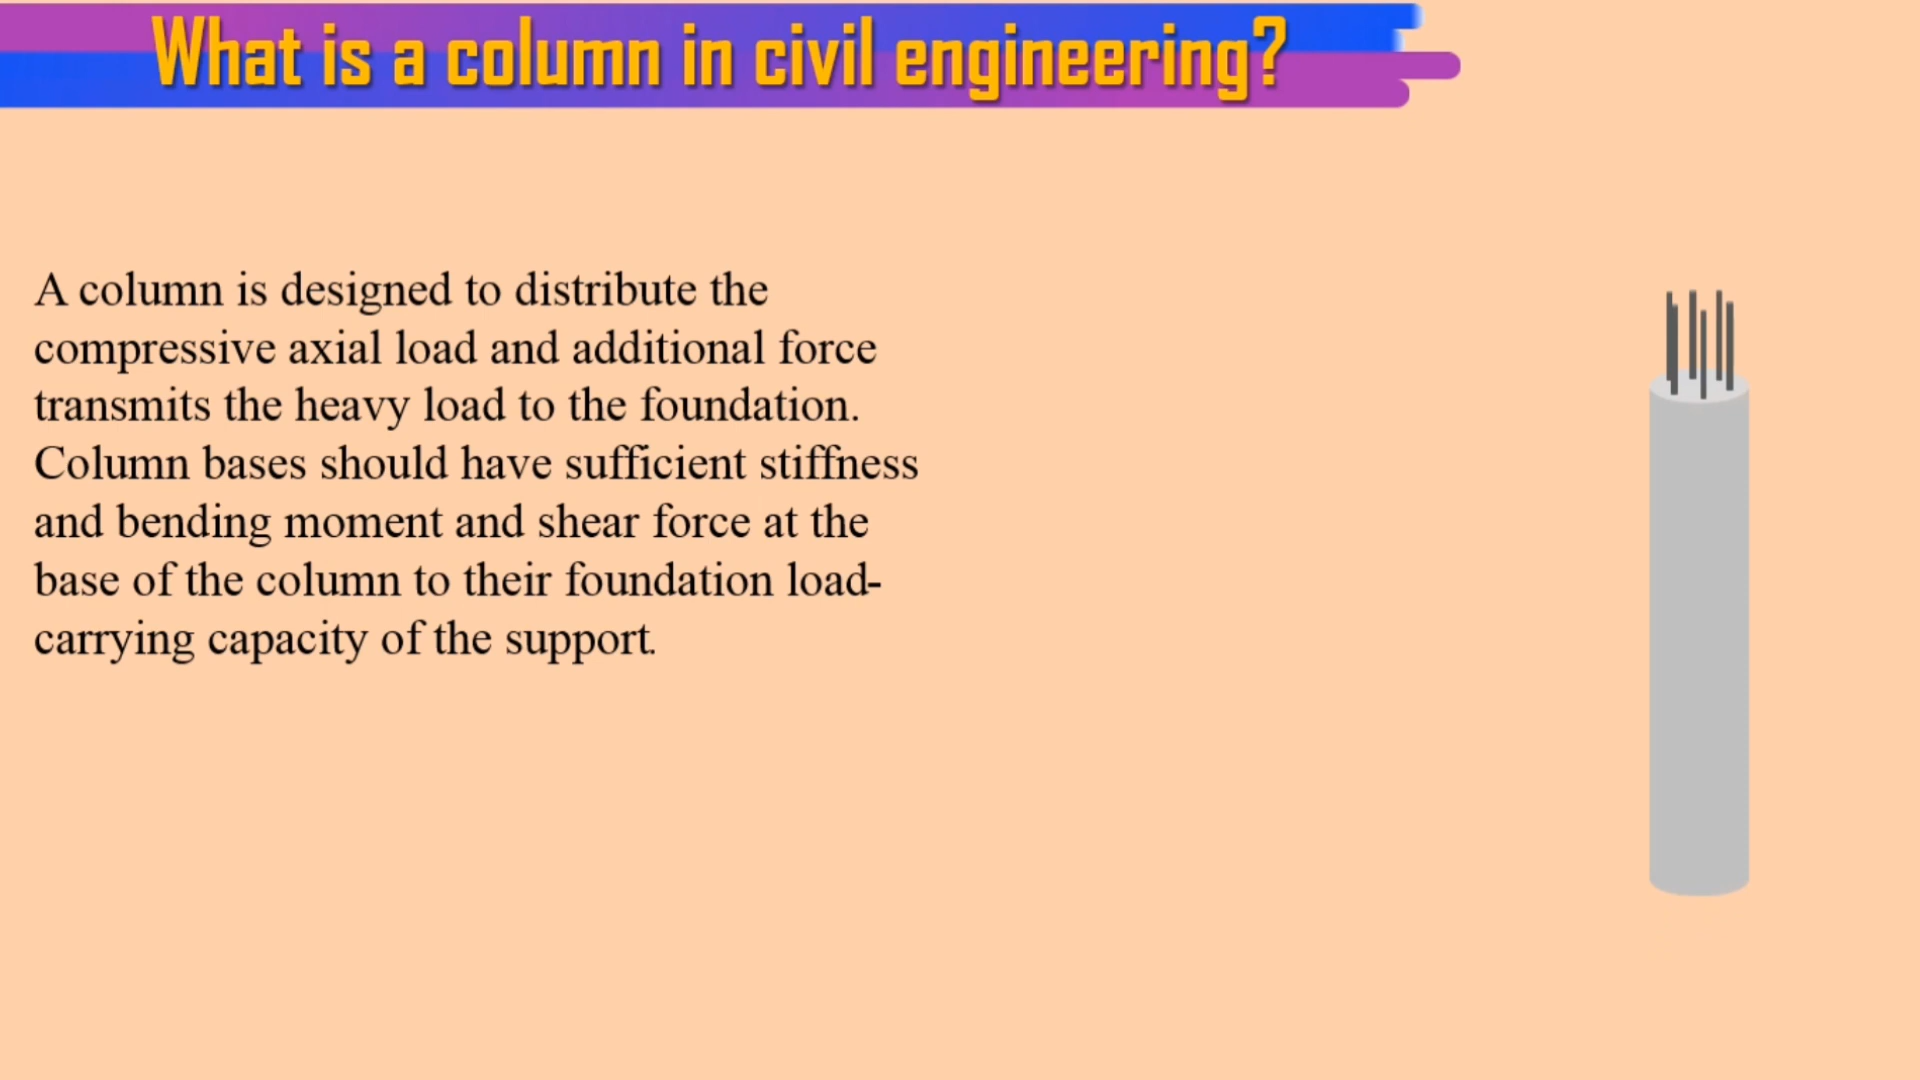 What is a column in civil engineering?
A column is designed to distribute the
compressive axial load and additional force
transmits the heavy load to the foundation.
Column bases should have sufficient stiffness
and bending moment and shear force at the
base of the column to their foundation load-
carrying capacity of the support.